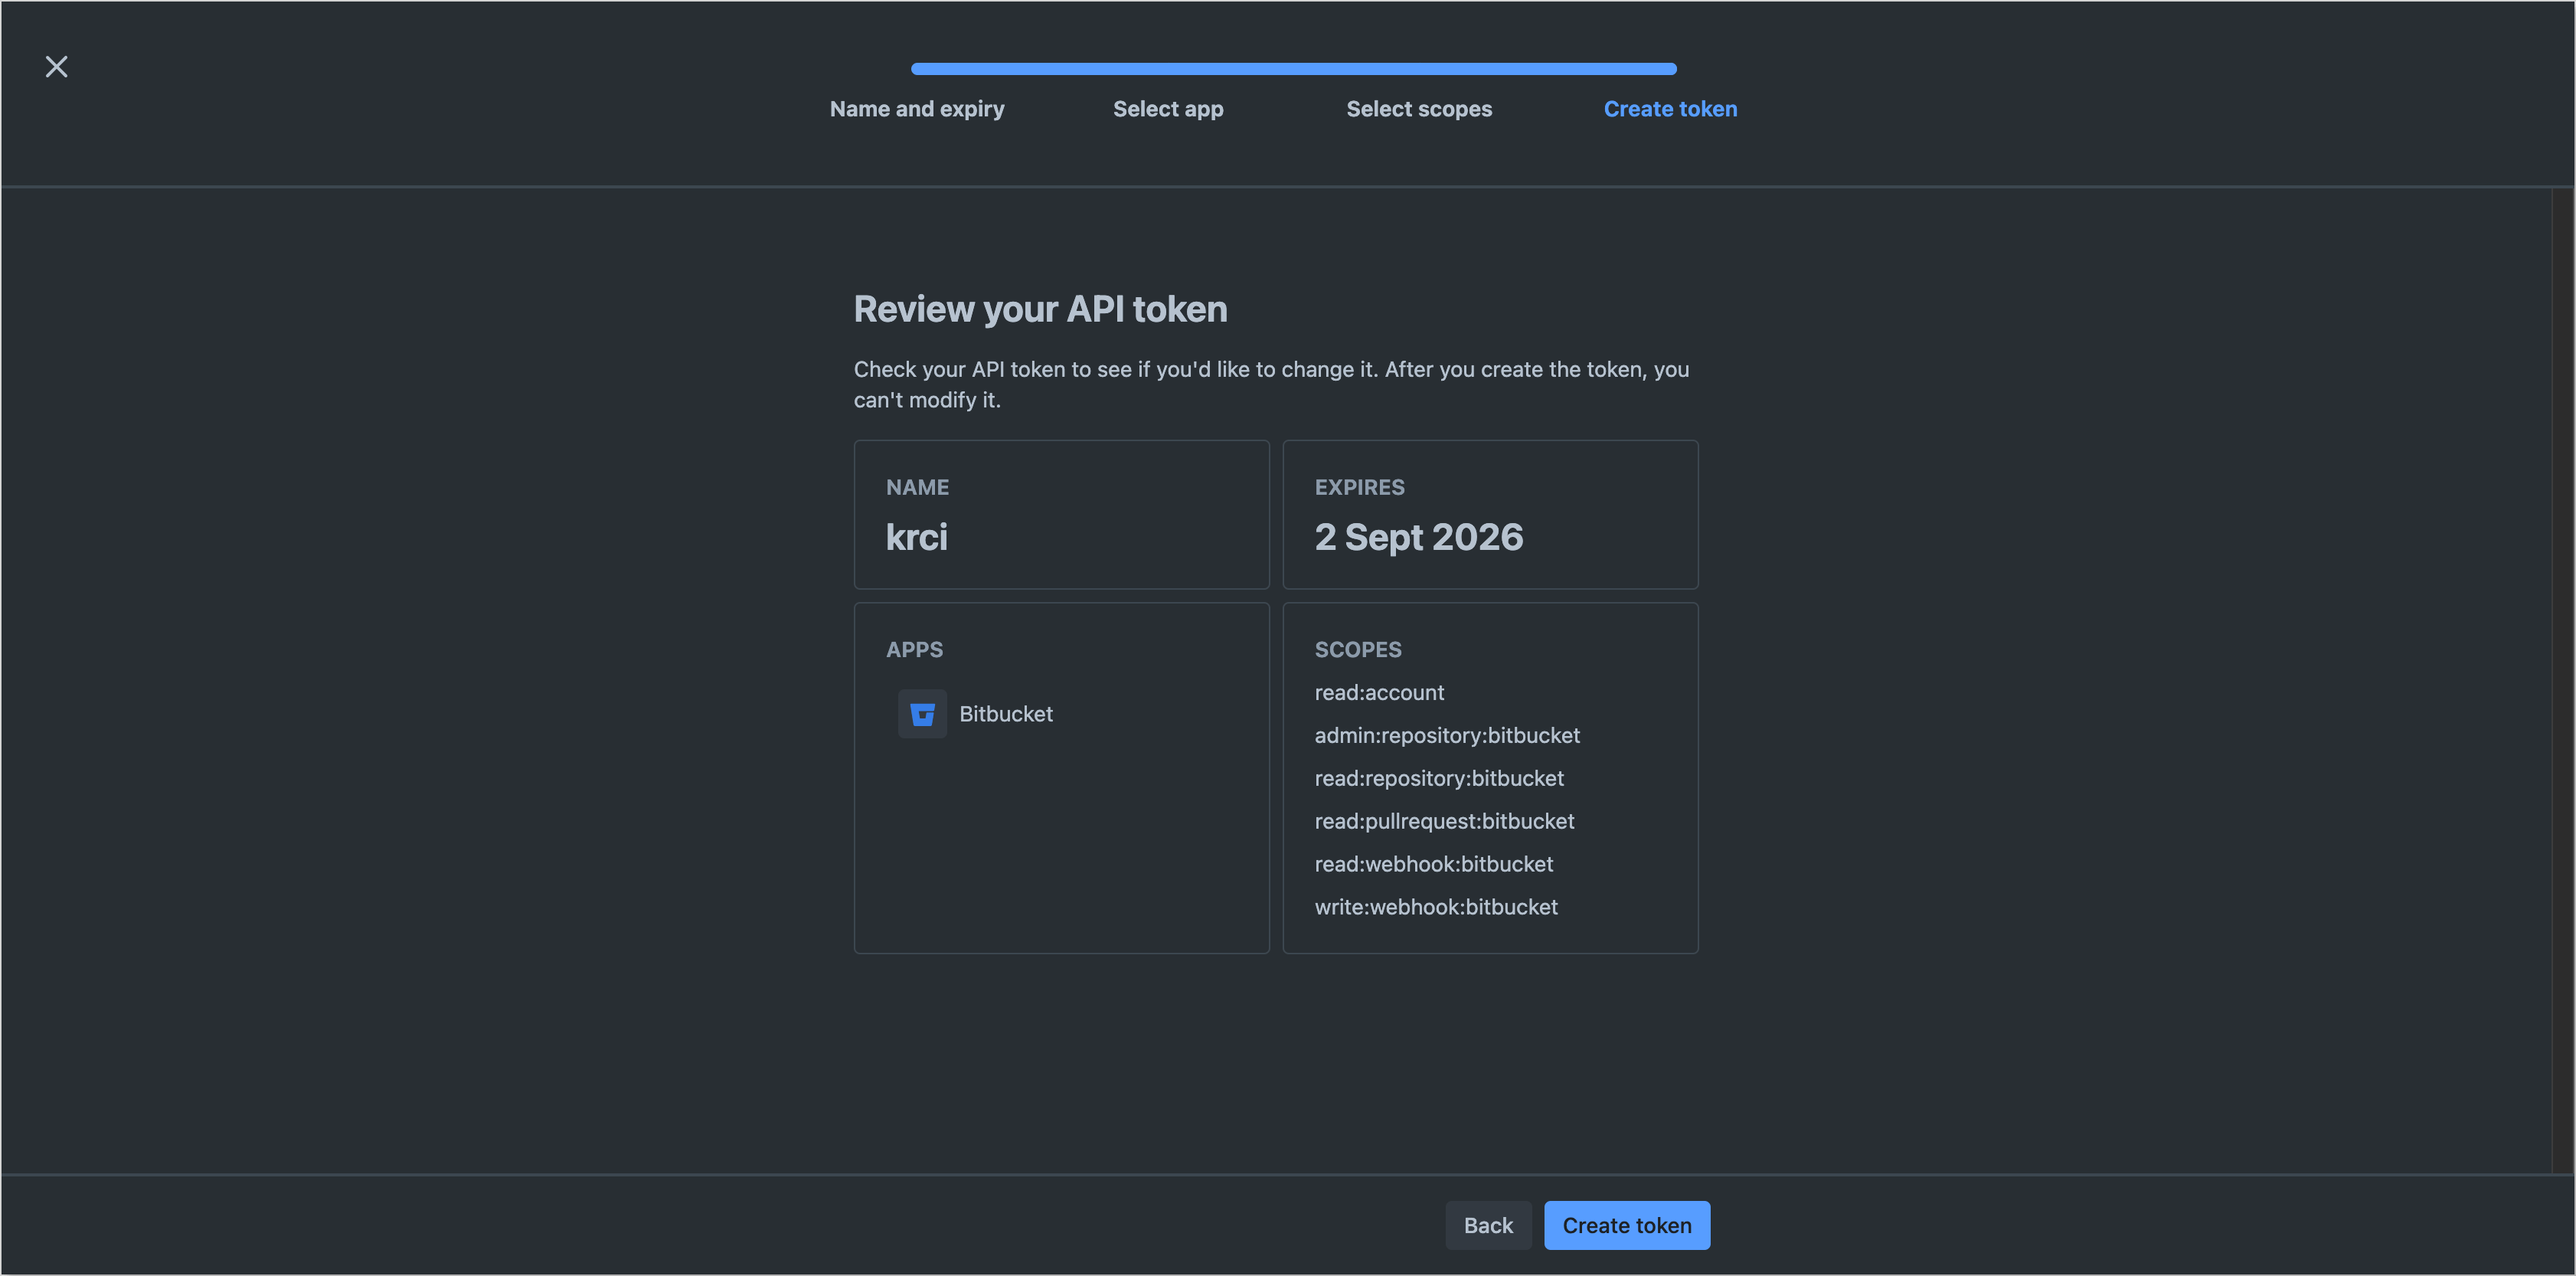 Name and expiry
Select app
Select scopes
Create token
Review your API token
Check your API token to see if you'd like to change it. After you create the token, you
can't modify it.
NAME
krci
EXPIRES
2 Sept 2026
APPS
Bitbucket
SCOPES
read:account
admin:repository:bitbucket
read:repository:bitbucket
read:pullrequest:bitbucket
read:webhook:bitbucket
write:webhook:bitbucket
Back
Create token